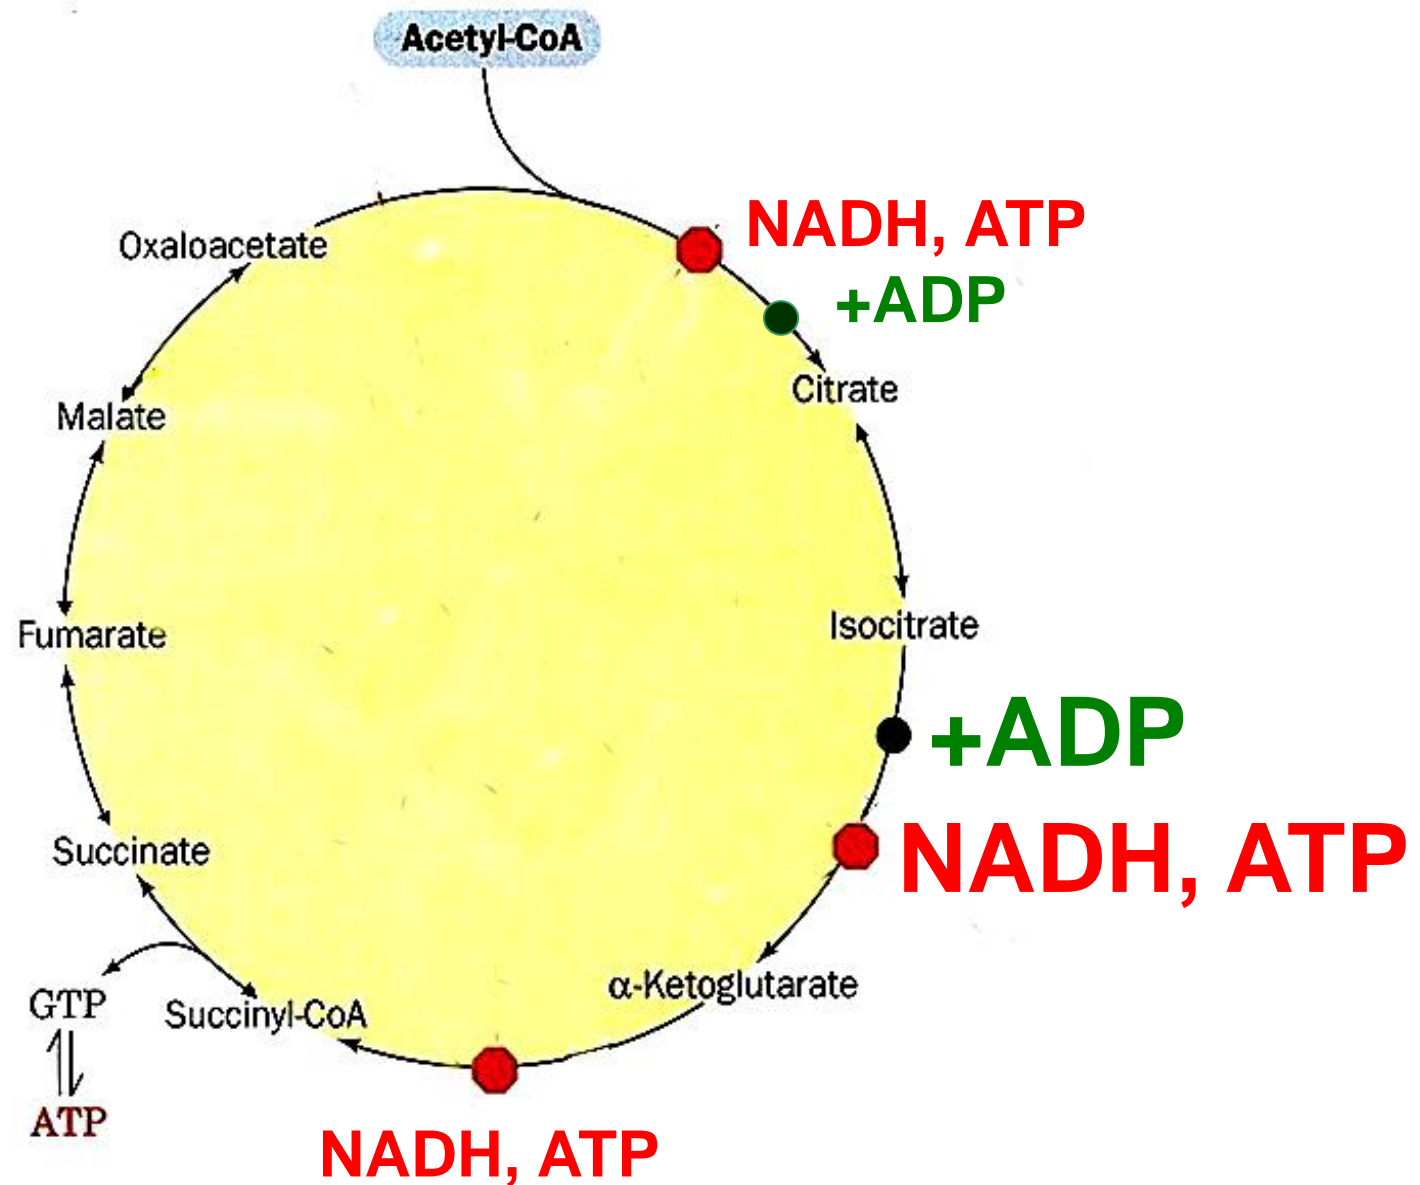 Acetyl-CoA
NADH, ATP
+ADP
Oxaloacetate
Citrate
Malate
Isocitrate
Fumarate
+ADP
NADH, ATP
Succinate
α-Ketoglutarate
GTP
Succinyl-CoA
ATP
NADH, ATP